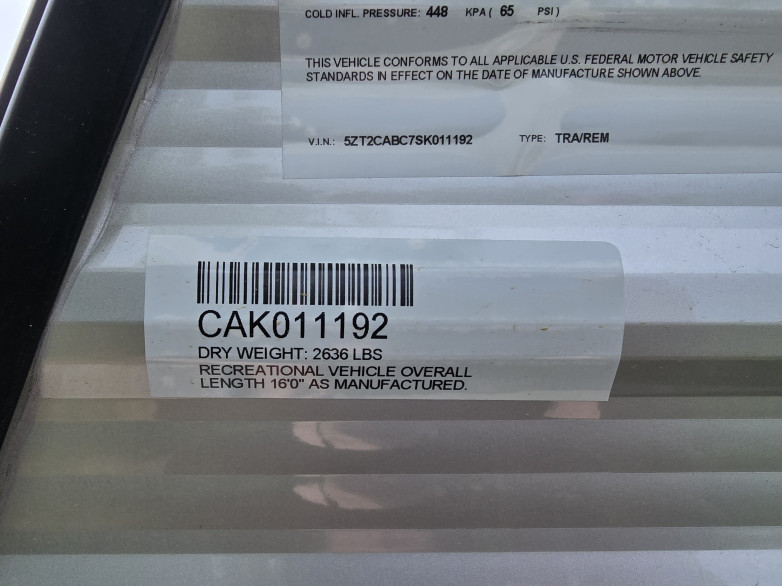 COLD INFL. PRESSURE: 448 KPA ( 65 PSI )
THIS VEHICLE CONFORMS TO ALL APPLICABLE U.S. FEDERAL MOTOR VEHICLE SAFETY
STANDARDS IN EFFECT ON THE DATE OF MANUFACTURE SHOWN ABOVE.
V.I.N.: 5ZT2CABC7SK011192 TYPE: TRA/REM
CAK011192
DRY WEIGHT: 2636 LBS
RECREATIONAL VEHICLE OVERALL
LENGTH 16'0" AS MANUFACTURED.